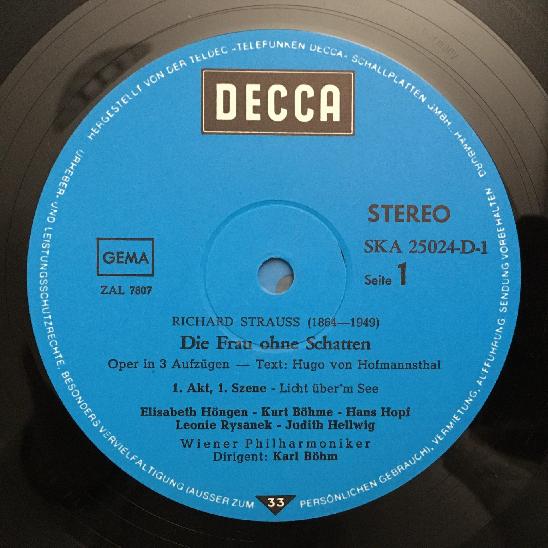 HERGESTELLT VON DER TELDEC »TELEFUNKEN DECCA« SCHALLPLATTEN GMBH., HAMBURG
URHEBER- UND LEISTUNGSSCHUTZRECHTE, BESONDERS VERVIELFÄLTIGUNG (AUSSER ZUM PERSÖNLICHEN GEBRAUCH), VERMIETUNG, AUFFÜHRUNG, SENDUNG VORBEHALTEN.
DECCA
STEREO
SKA 25024-D-1
Seite 1
GEMA
ZAL 7807
RICHARD STRAUSS (1864—1949)
Die Frau ohne Schatten
Oper in 3 Aufzügen — Text: Hugo von Hofmannsthal
1. Akt, 1. Szene - Licht über'm See
Elisabeth Höngen - Kurt Böhme - Hans Hopf
Leonie Rysanek - Judith Hellwig
Wiener Philharmoniker
Dirigent: Karl Böhm
33